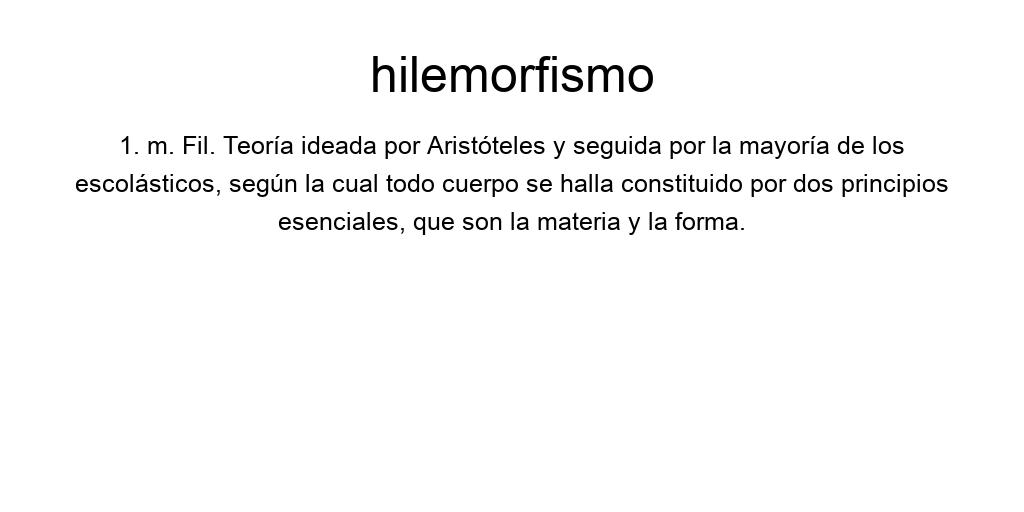 hilemorfismo
1. m. Fil. Teoría ideada por Aristóteles y seguida por la mayoría de los
escolásticos, según la cual todo cuerpo se halla constituido por dos principios
esenciales, que son la materia y la forma.